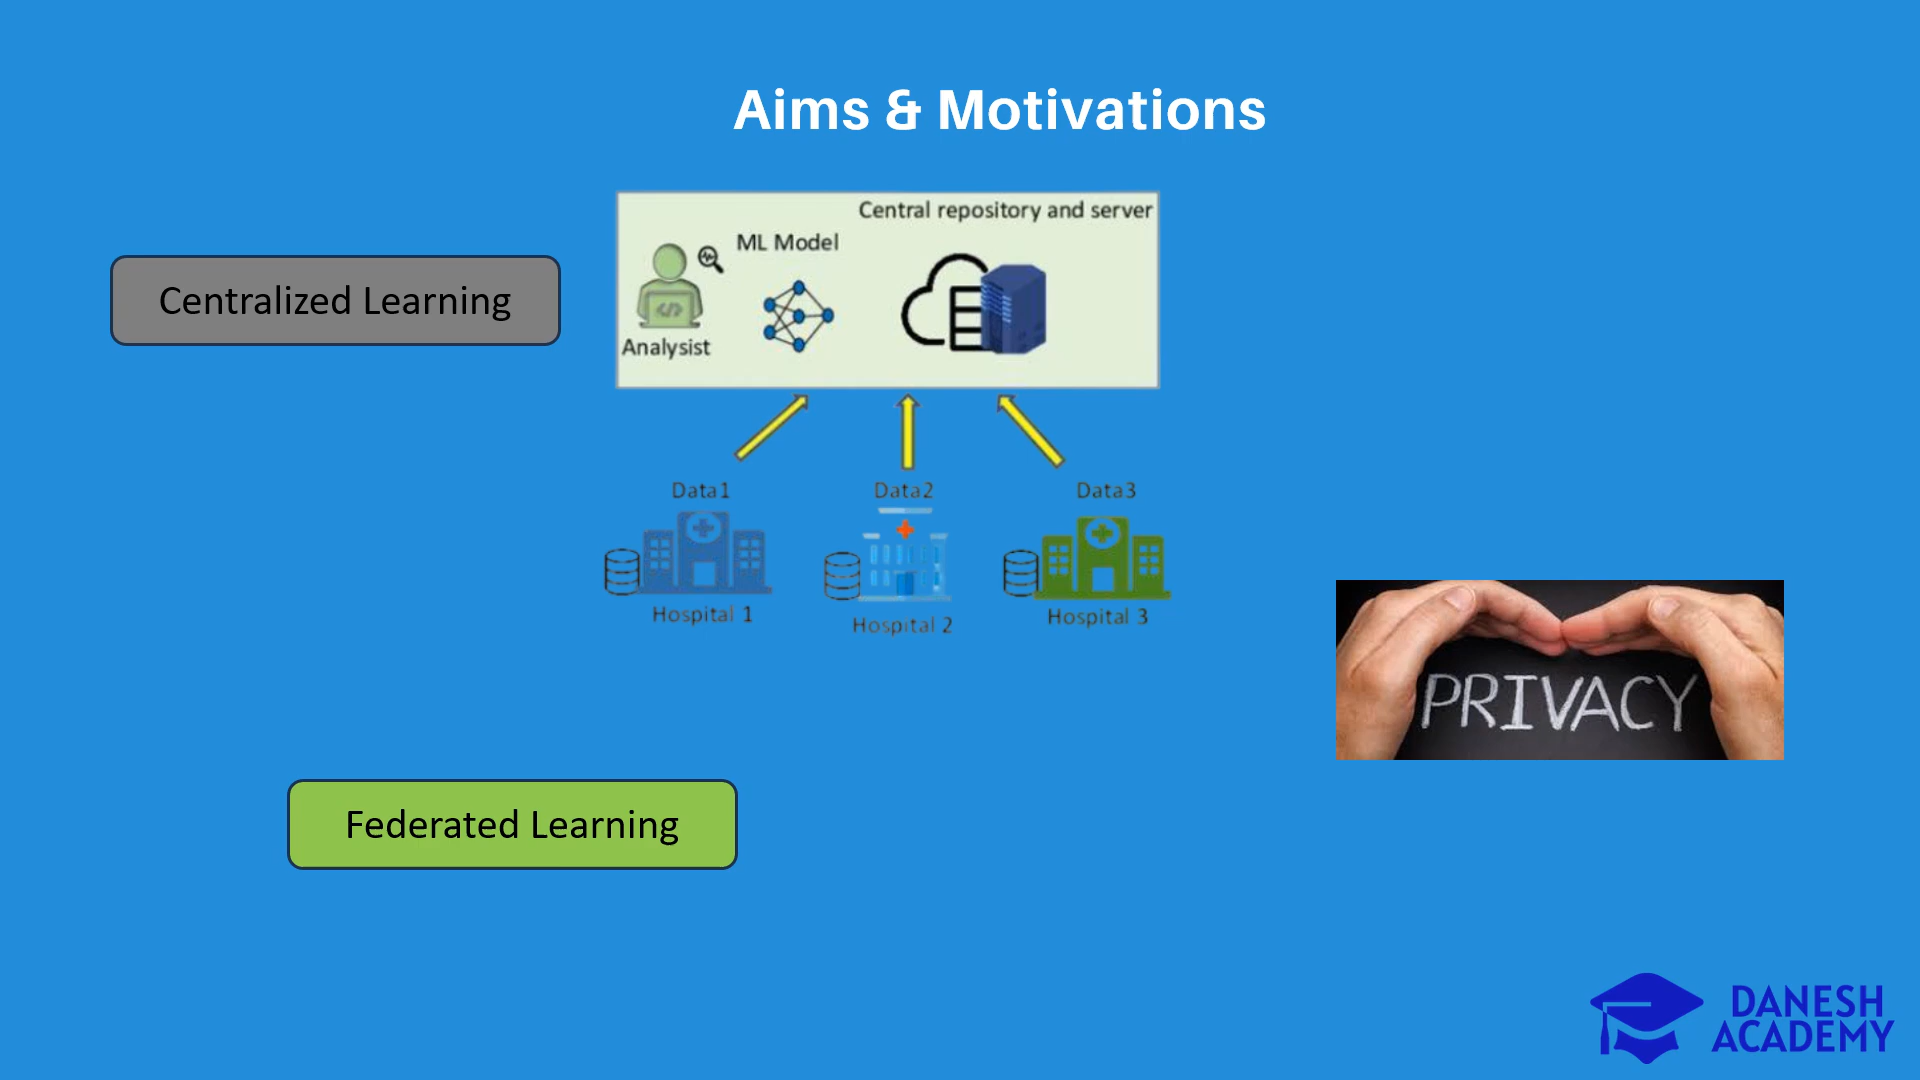 Aims & Motivations
Central repository and server
ML Model
Centralized Learning
</>
Analysist
Data1
Data2
Data3
Hospital 1
Hospital 2
Hospital 3
PRIVACY
Federated Learning
DANESH
ACADEMY